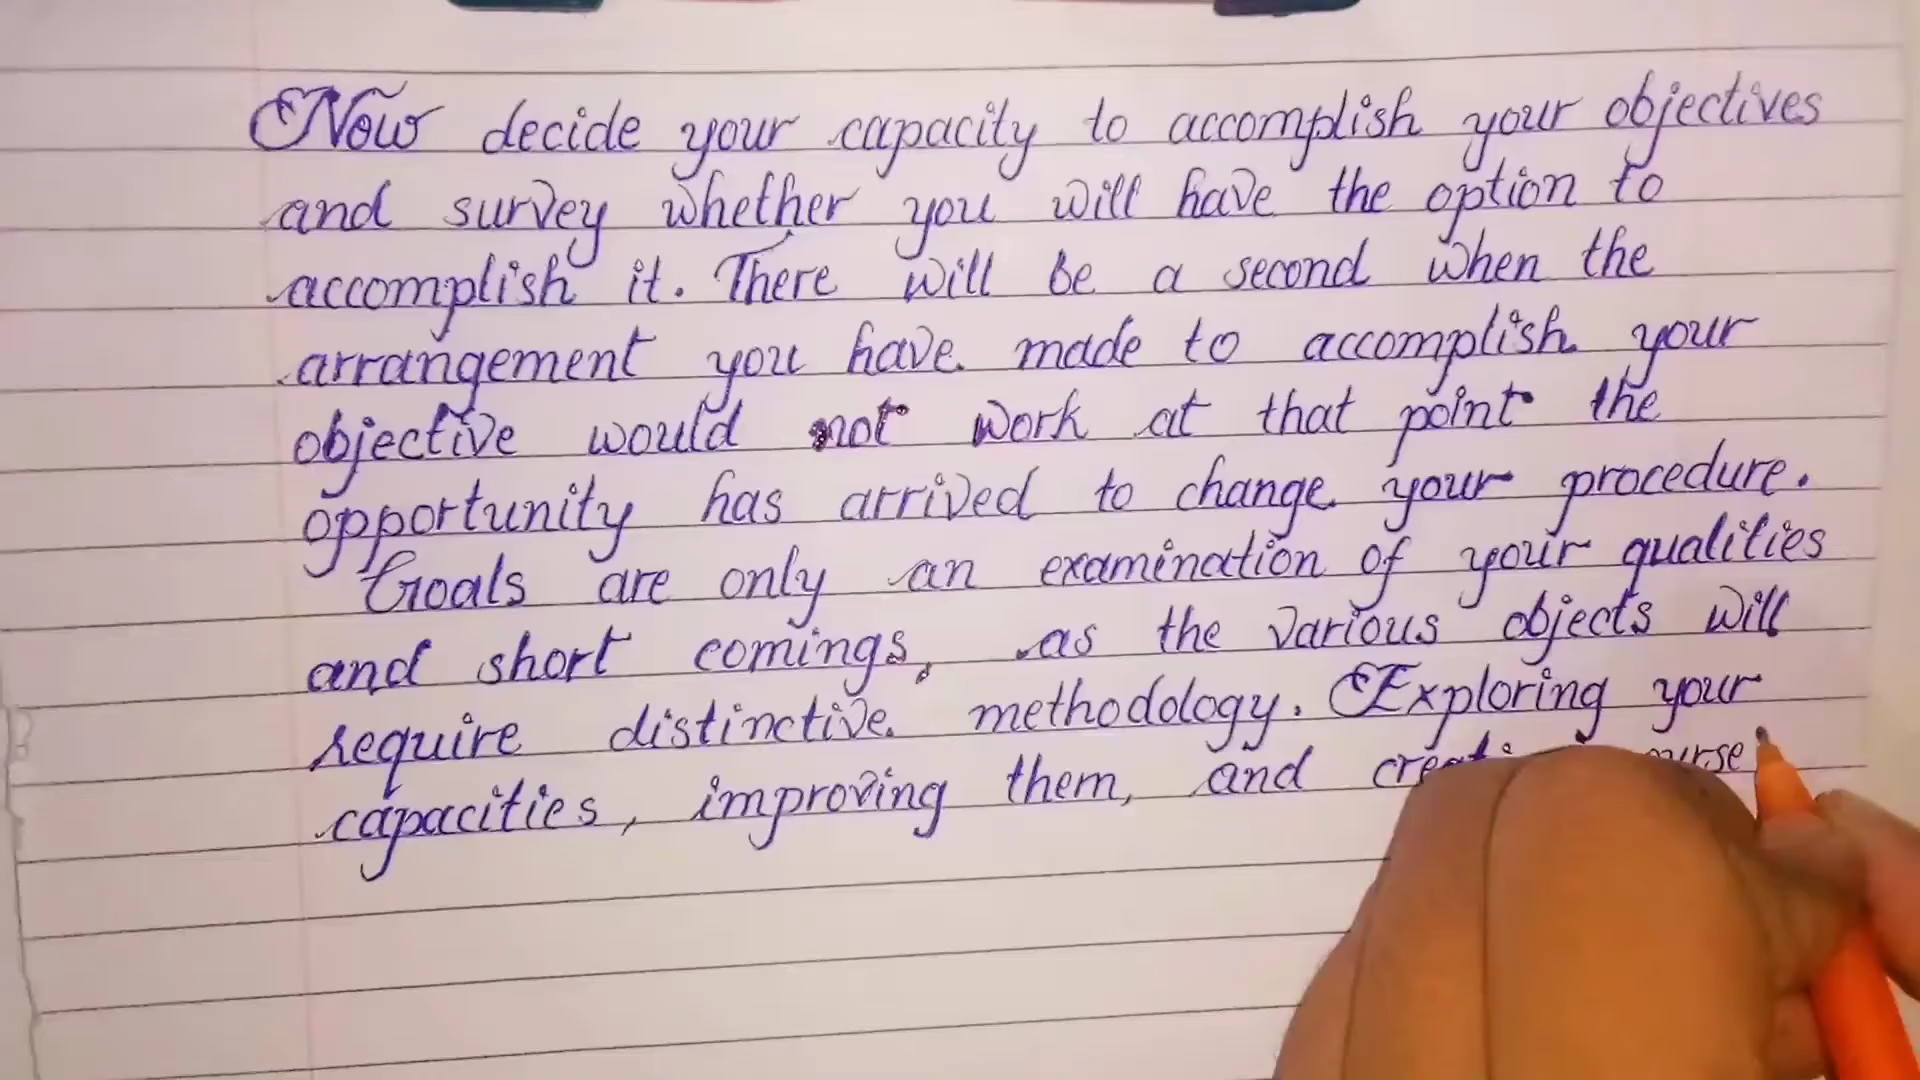 Now decide your capacity to accomplish your objectives
and survey whether you will have the option to
accomplish it. There will be a second when the
arrangement you have made to accomplish your
objective would not work at that point the
opportunity has arrived to change your procedure.
Goals are only an examination of your qualities
and short comings, as the various objects will
require distinctive methodology. Exploring your
capacities, improving them, and